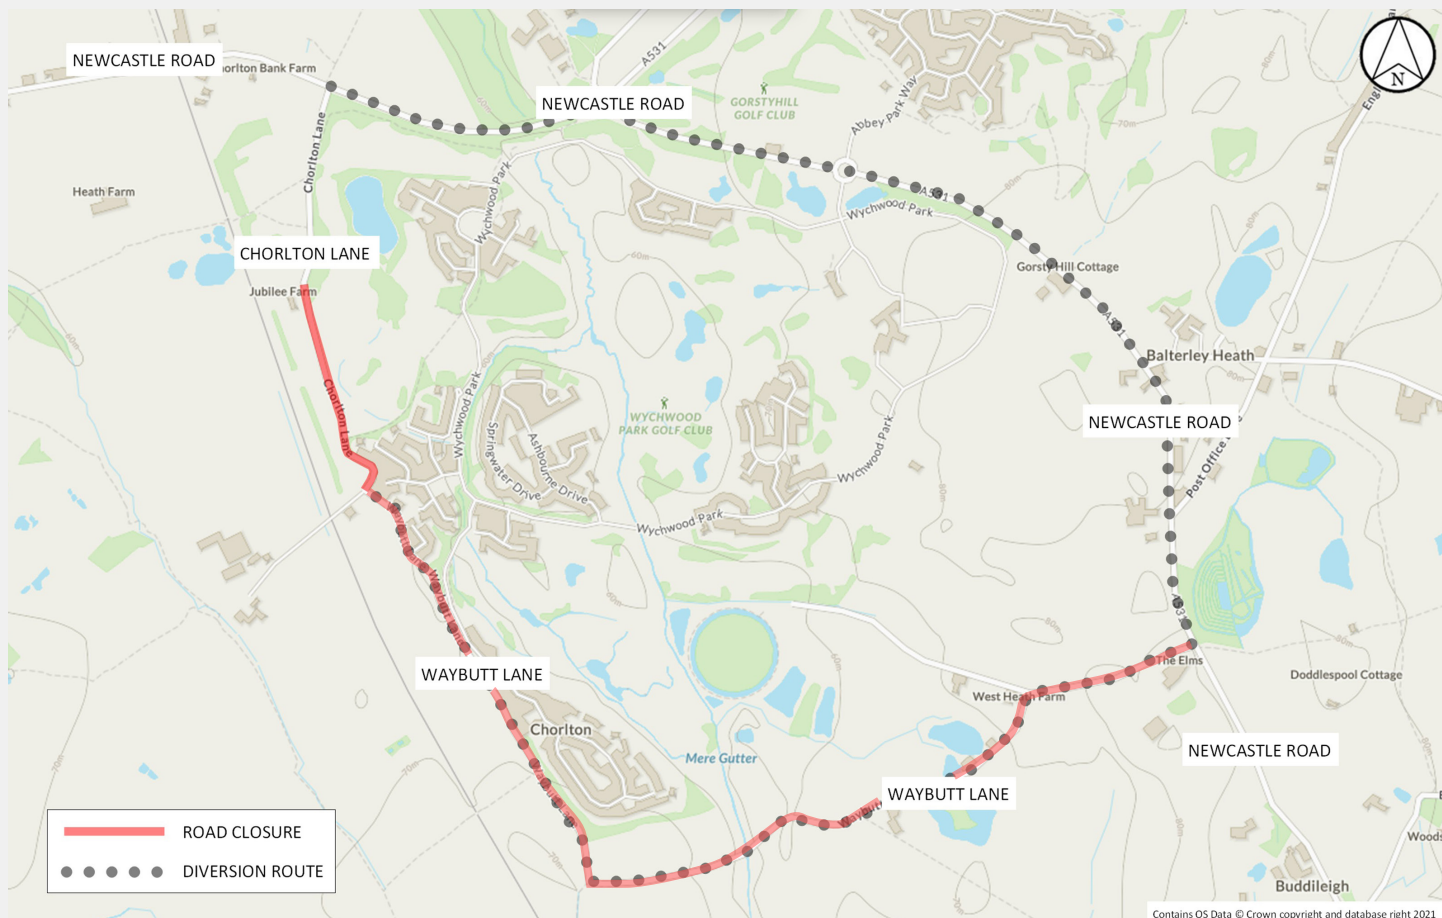 NEWCASTLE ROAD
orlton Bank Farm
A531
NEWCASTLE ROAD
GORSTYHILL
GOLF CLUB
Abbey Park Way
N
Engl
Chorlton Lane
Heath Farm
Wychwood Park
A531
Wychwood Park
CHORLTON LANE
Gorsty Hill Cottage
Jubilee Farm
A531
Balterley Heath
Chorlton Lane
Wychwood Park
WYCHWOOD
PARK GOLF CLUB
NEWCASTLE ROAD
Springwater Drive
Ashbourne Drive
Wychwood Park
Post Office
Wychwood Park
Waybutt Lane
A531
WAYBUTT LANE
The Elms
Doddlespool Cottage
West Heath Farm
Chorlton
NEWCASTLE ROAD
Mere Gutter
WAYBUTT LANE
Waybutt
ROAD CLOSURE
DIVERSION ROUTE
Woods
Buddileigh
Contains OS Data © Crown copyright and database right 2021